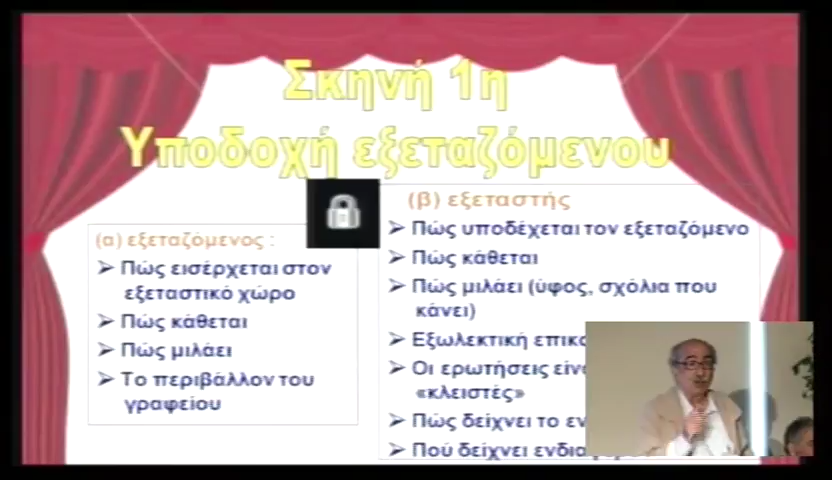 Σκηνή 1η
Υποδοχή εξεταζόμενου
(α) εξεταζόμενος :
➢ Πώς εισέρχεται στον
εξεταστικό χώρο
➢ Πώς κάθεται
➢ Πώς μιλάει
➢ Το περιβάλλον του
γραφείου
(β) εξεταστής
➢ Πώς υποδέχεται τον εξεταζόμενο
➢ Πώς κάθεται
➢ Πώς μιλάει (ύφος, σχόλια που
κάνει)
➢ Εξωλεκτική
➢ Οι ερωτήσεις
«κλειστές»
➢ Πώς δείχνει το
➢ Πού δείχνει